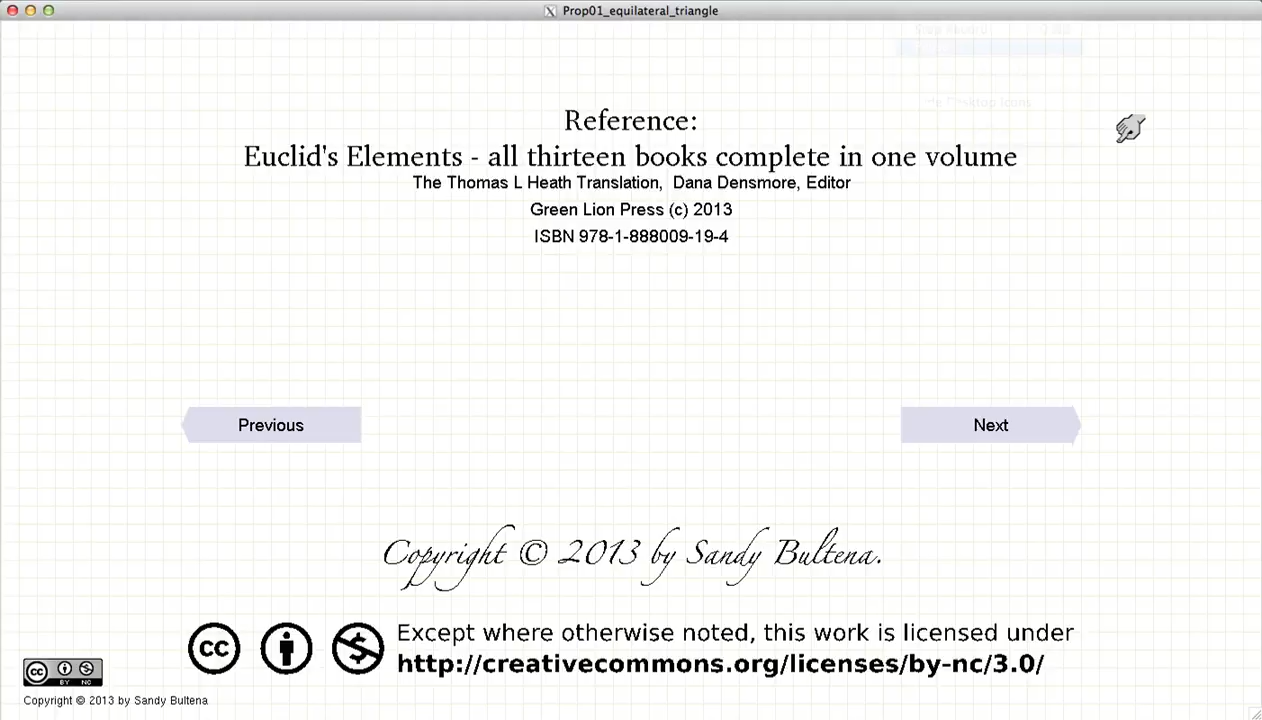 Prop01_equilateral_triangle
Reference:
Euclid's Elements - all thirteen books complete in one volume
The Thomas L Heath Translation, Dana Densmore, Editor
Green Lion Press (c) 2013
ISBN 978-1-888009-19-4
Previous
Next
Copyright © 2013 by Sandy Bultena.
Except where otherwise noted, this work is licensed under
http://creativecommons.org/licenses/by-nc/3.0/
cc
BY NC
Copyright © 2013 by Sandy Bultena